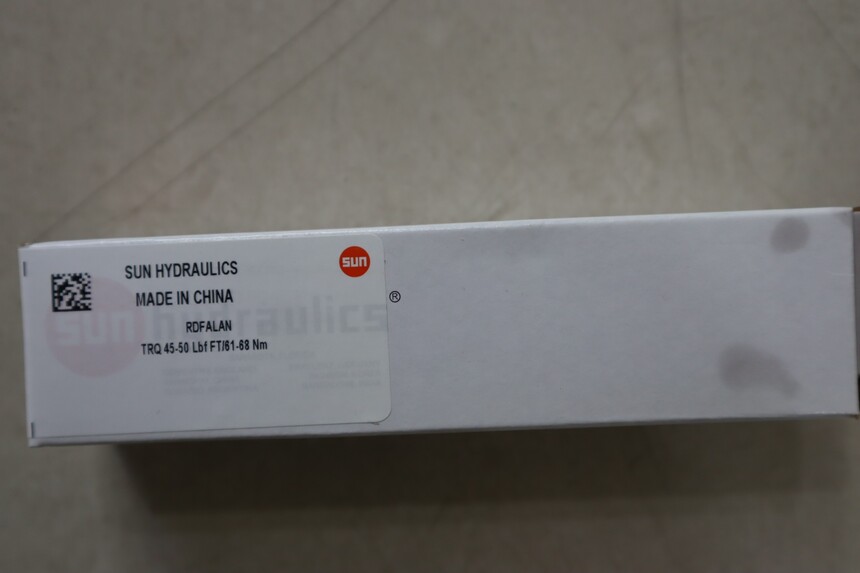 SUN HYDRAULICS
sun
MADE IN CHINA
®
sun hydraulics
RDFALAN
TRQ 45-50 Lbf FT/61-68 Nm